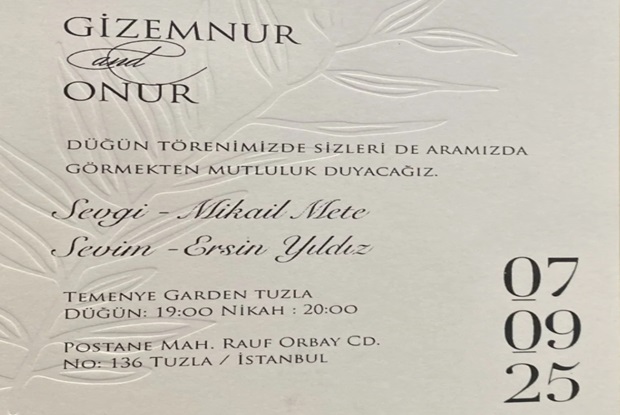 GİZEMNUR
and
ONUR
DÜĞÜN TÖRENİMİZDE SİZLERİ DE ARAMIZDA
GÖRMEKTEN MUTLULUK DUYACAĞIZ.
Sevgi - Mikail Mete
Sevim - Ersin Yıldız
TEMENYE GARDEN TUZLA
DÜĞÜN: 19:00 NİKAH : 20:00
POSTANE MAH. RAUF ORBAY CD.
NO: 136 TUZLA / İSTANBUL
07
09
25